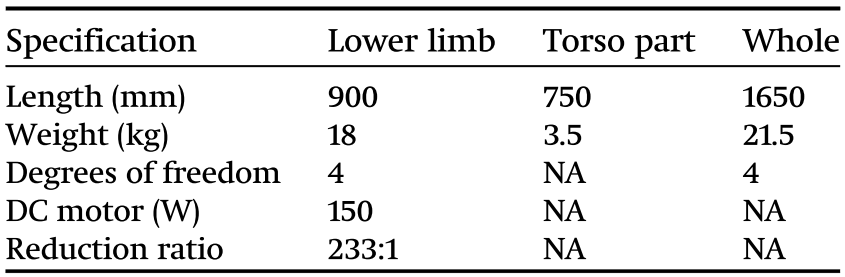 Specification Lower limb Torso part Whole
Length (mm) 900 750 1650
Weight (kg) 18 3.5 21.5
Degrees of freedom 4 NA 4
DC motor (W) 150 NA NA
Reduction ratio 233:1 NA NA